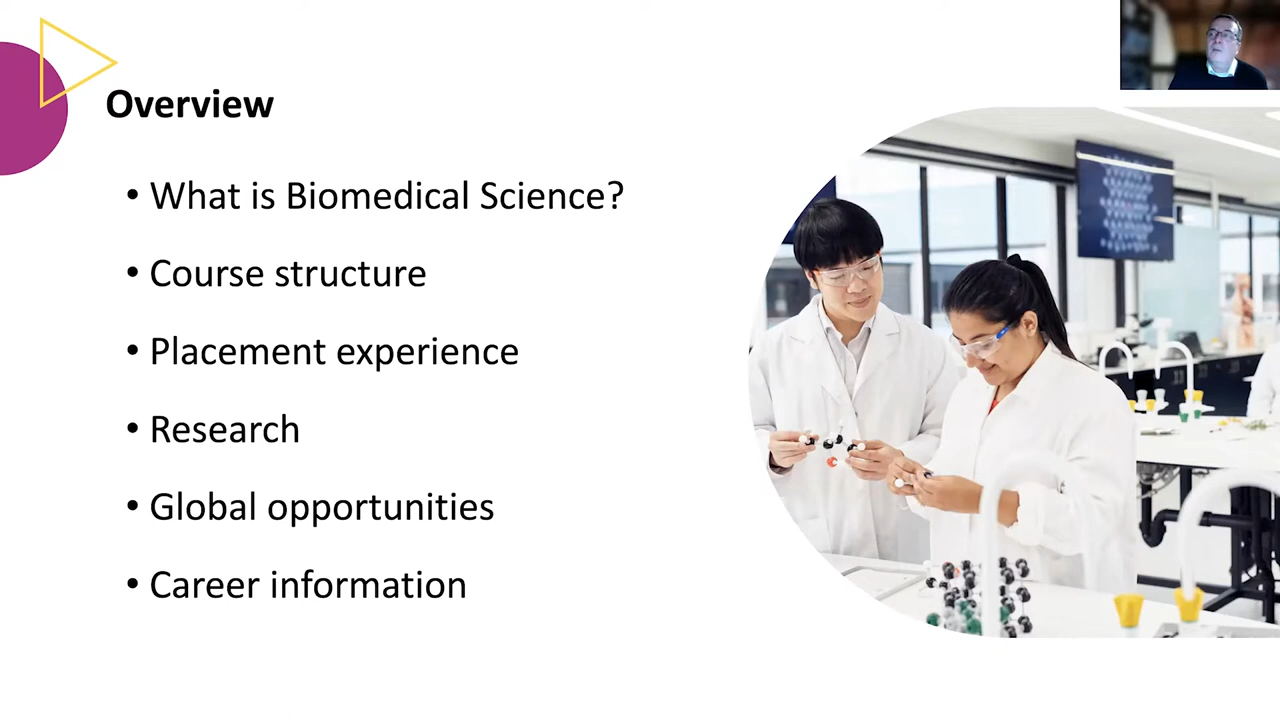 Overview
• What is Biomedical Science?
• Course structure
• Placement experience
• Research
• Global opportunities
• Career information